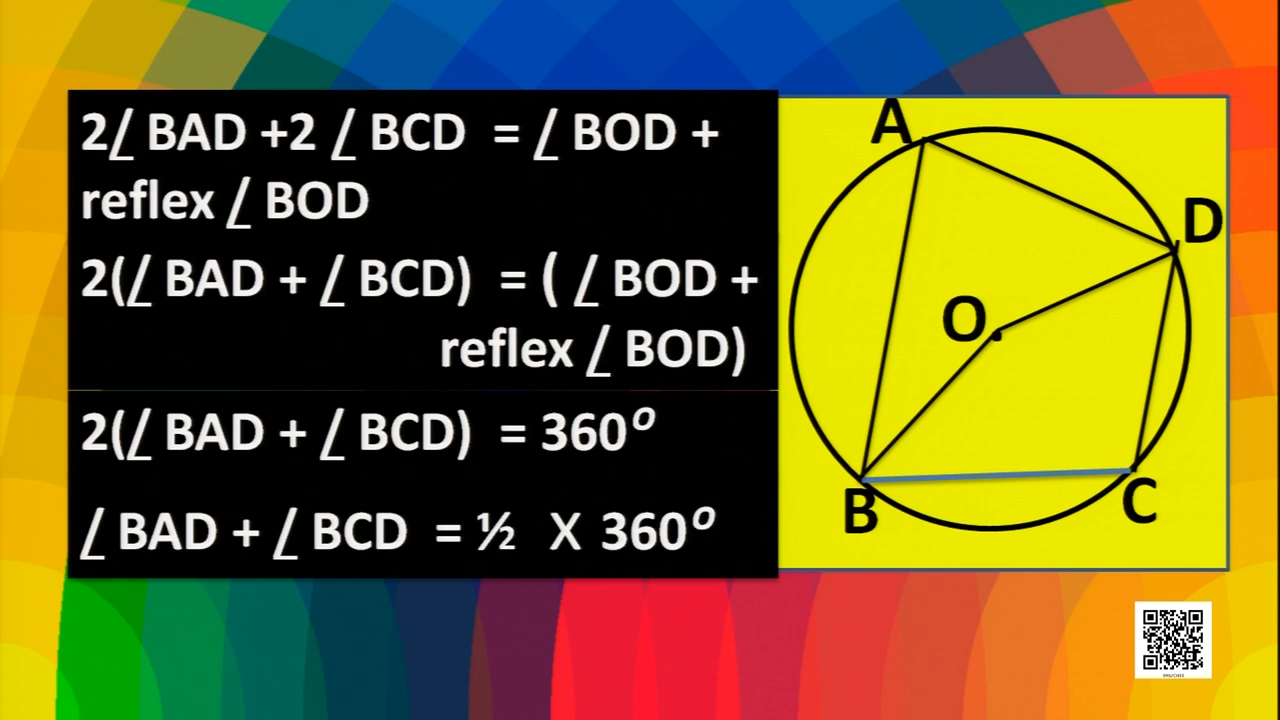 2∠ BAD +2 ∠ BCD = ∠ BOD +
reflex ∠ BOD
2(∠ BAD + ∠ BCD) = ( ∠ BOD +
reflex ∠ BOD)
2(∠ BAD + ∠ BCD) = 360°
∠ BAD + ∠ BCD = ½ X 360°
A
D
O.
B
C